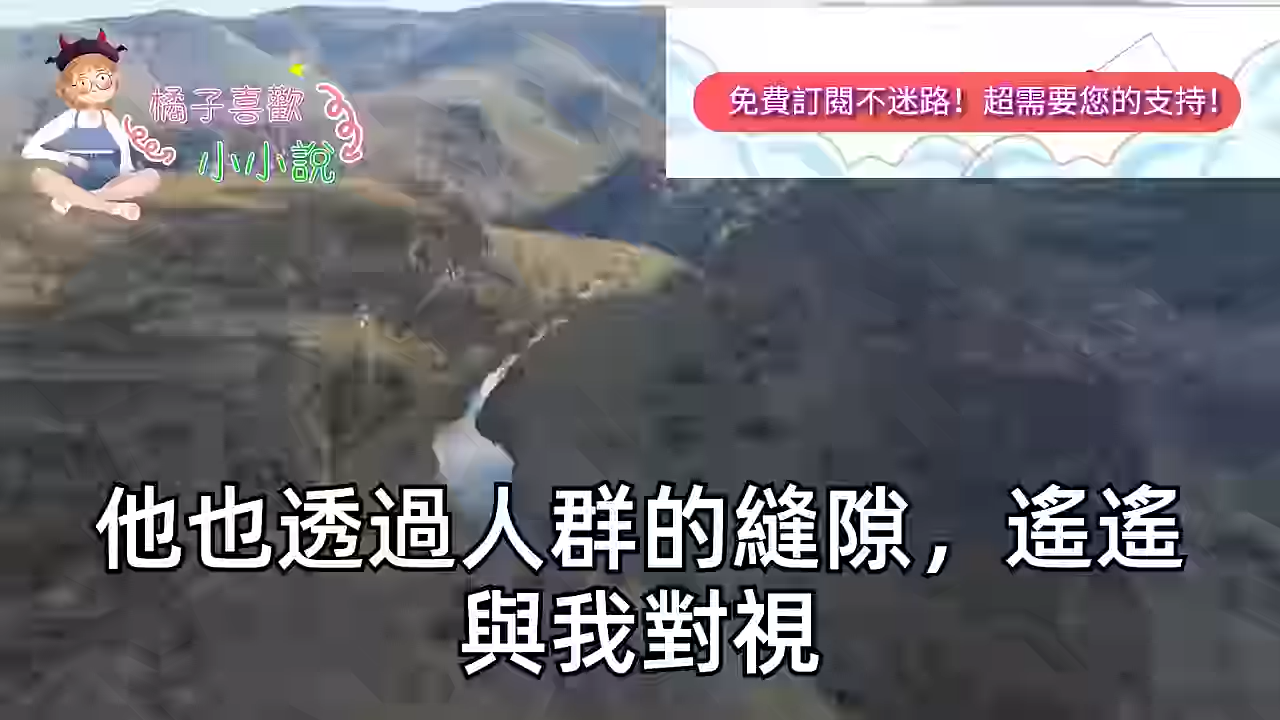 橘子喜歡
小小說
免費訂閱不迷路！超需要您的支持！
他也透過人群的縫隙，遙遙
與我對視